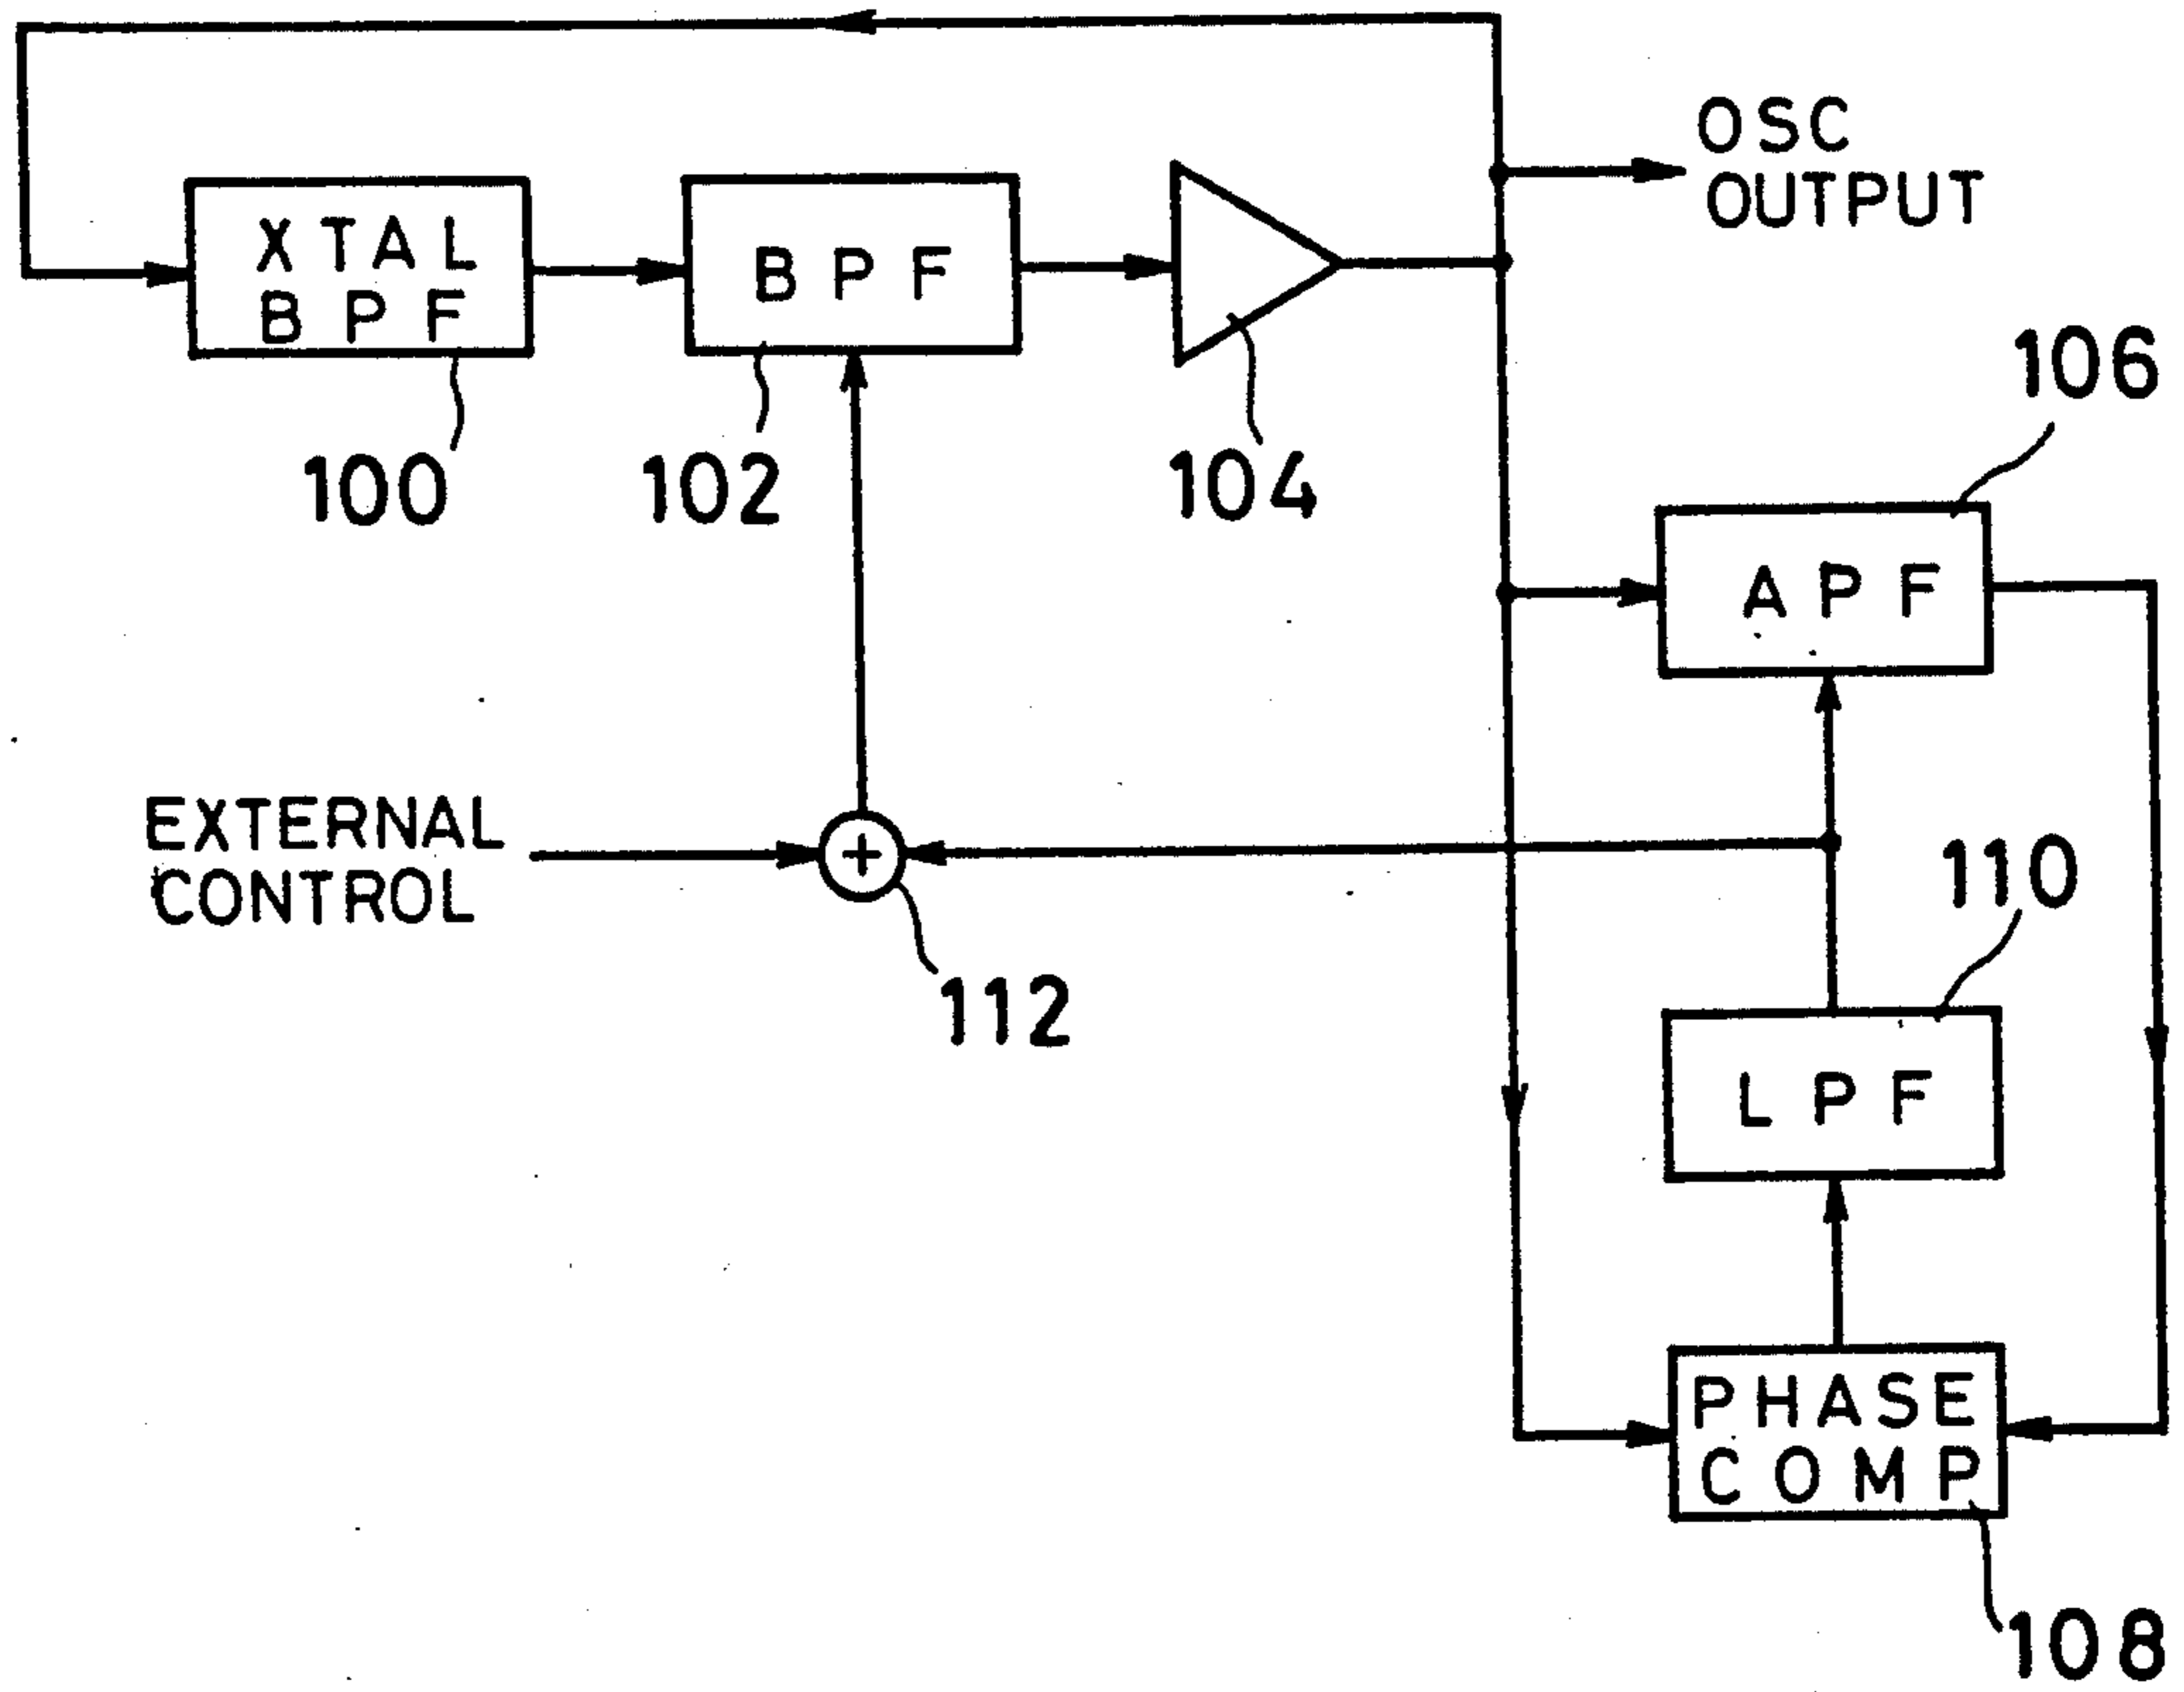 OSC
OUTPUT
XTAL
BPF
BPF
100
102
104
106
APF
EXTERNAL
CONTROL
+
112
110
LPF
PHASE
COMP
108